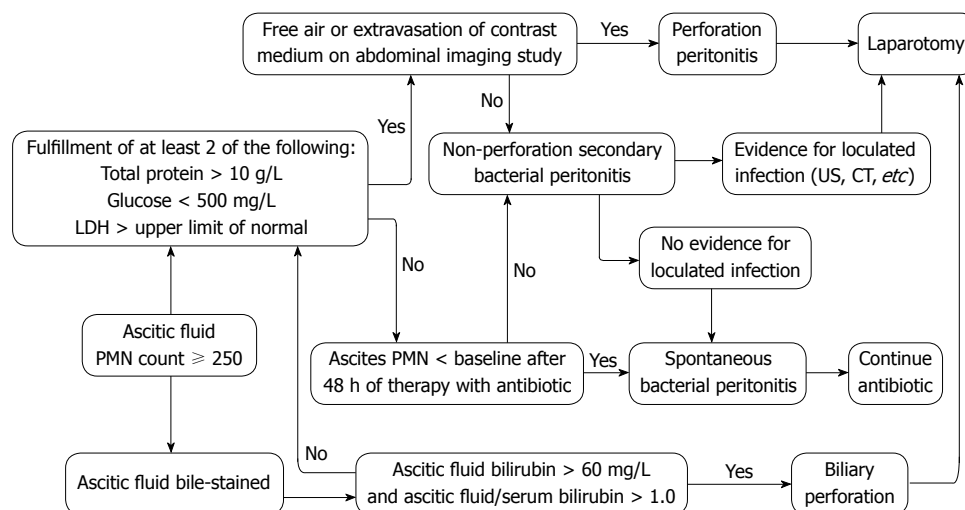 Free air or extravasation of contrast
medium on abdominal imaging study
Yes
Perforation
peritonitis
Laparotomy
Yes
No
Fulfillment of at least 2 of the following:
Total protein > 10 g/L
Glucose < 500 mg/L
LDH > upper limit of normal
Non-perforation secondary
bacterial peritonitis
Evidence for loculated
infection (US, CT, etc)
No
No
No evidence for
loculated infection
Ascitic fluid
PMN count ⩾ 250
Ascites PMN < baseline after
48 h of therapy with antibiotic
Yes
Spontaneous
bacterial peritonitis
Continue
antibiotic
No
Ascitic fluid bile-stained
Ascitic fluid bilirubin > 60 mg/L
and ascitic fluid/serum bilirubin > 1.0
Yes
Biliary
perforation